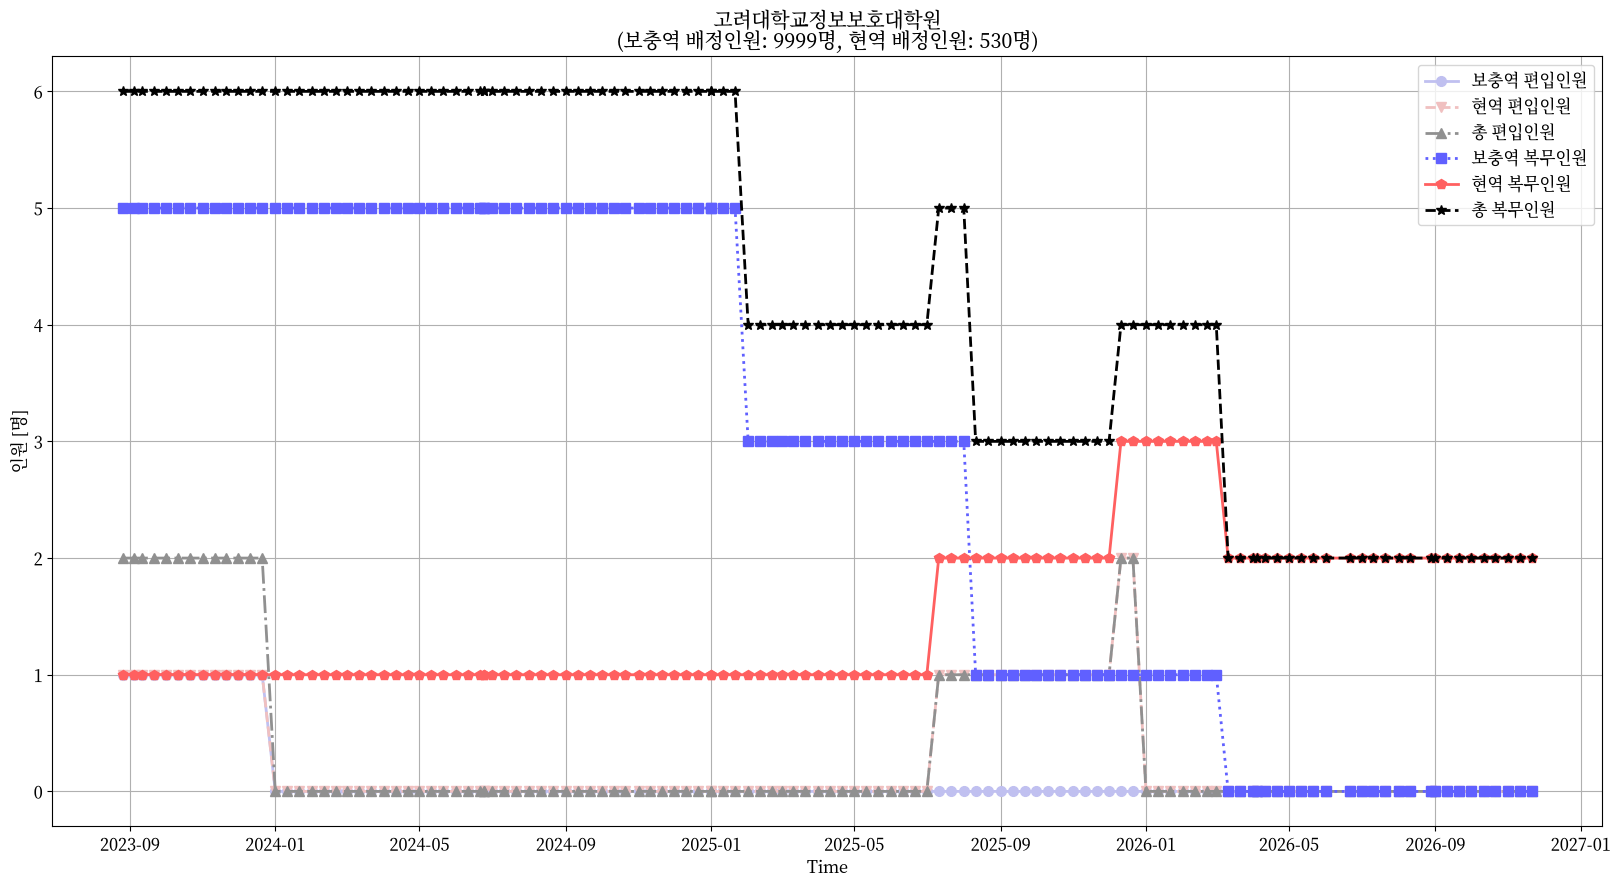 고려대학교정보보호대학원
(보충역 배정인원: 9999명, 현역 배정인원: 530명)
보충역 편입인원
현역 편입인원
총 편입인원
보충역 복무인원
현역 복무인원
총 복무인원
인원 [명]
6
5
4
3
2
1
0
2023-09 2024-01 2024-05 2024-09 2025-01 2025-05 2025-09 2026-01 2026-05 2026-09 2027-01
Time